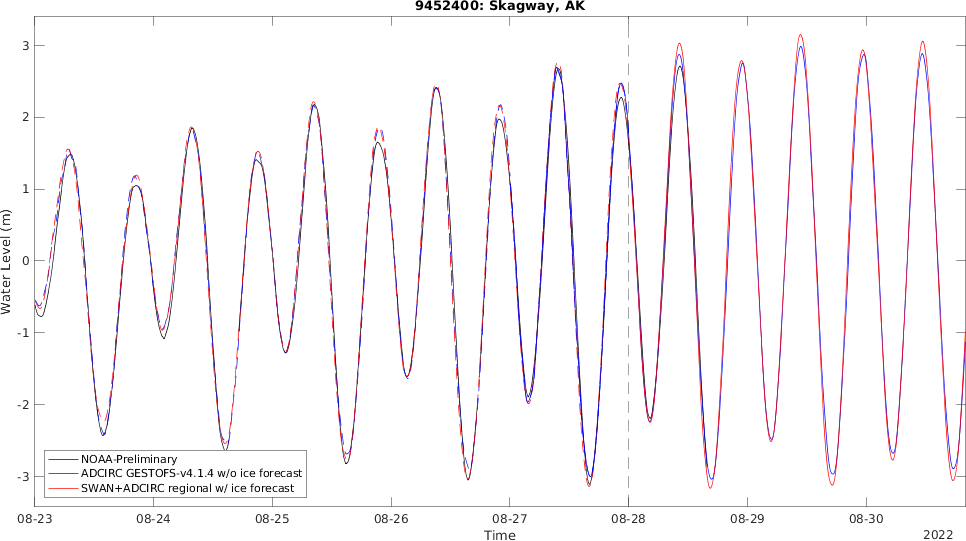 9452400: Skagway, AK
Water Level (m)
3
2
1
0
-1
-2
-3
NOAA-Preliminary
ADCIRC GESTOFS-v4.1.4 w/o ice forecast
SWAN+ADCIRC regional w/ ice forecast
08-23 08-24 08-25 08-26 08-27 08-28 08-29 08-30
Time
2022